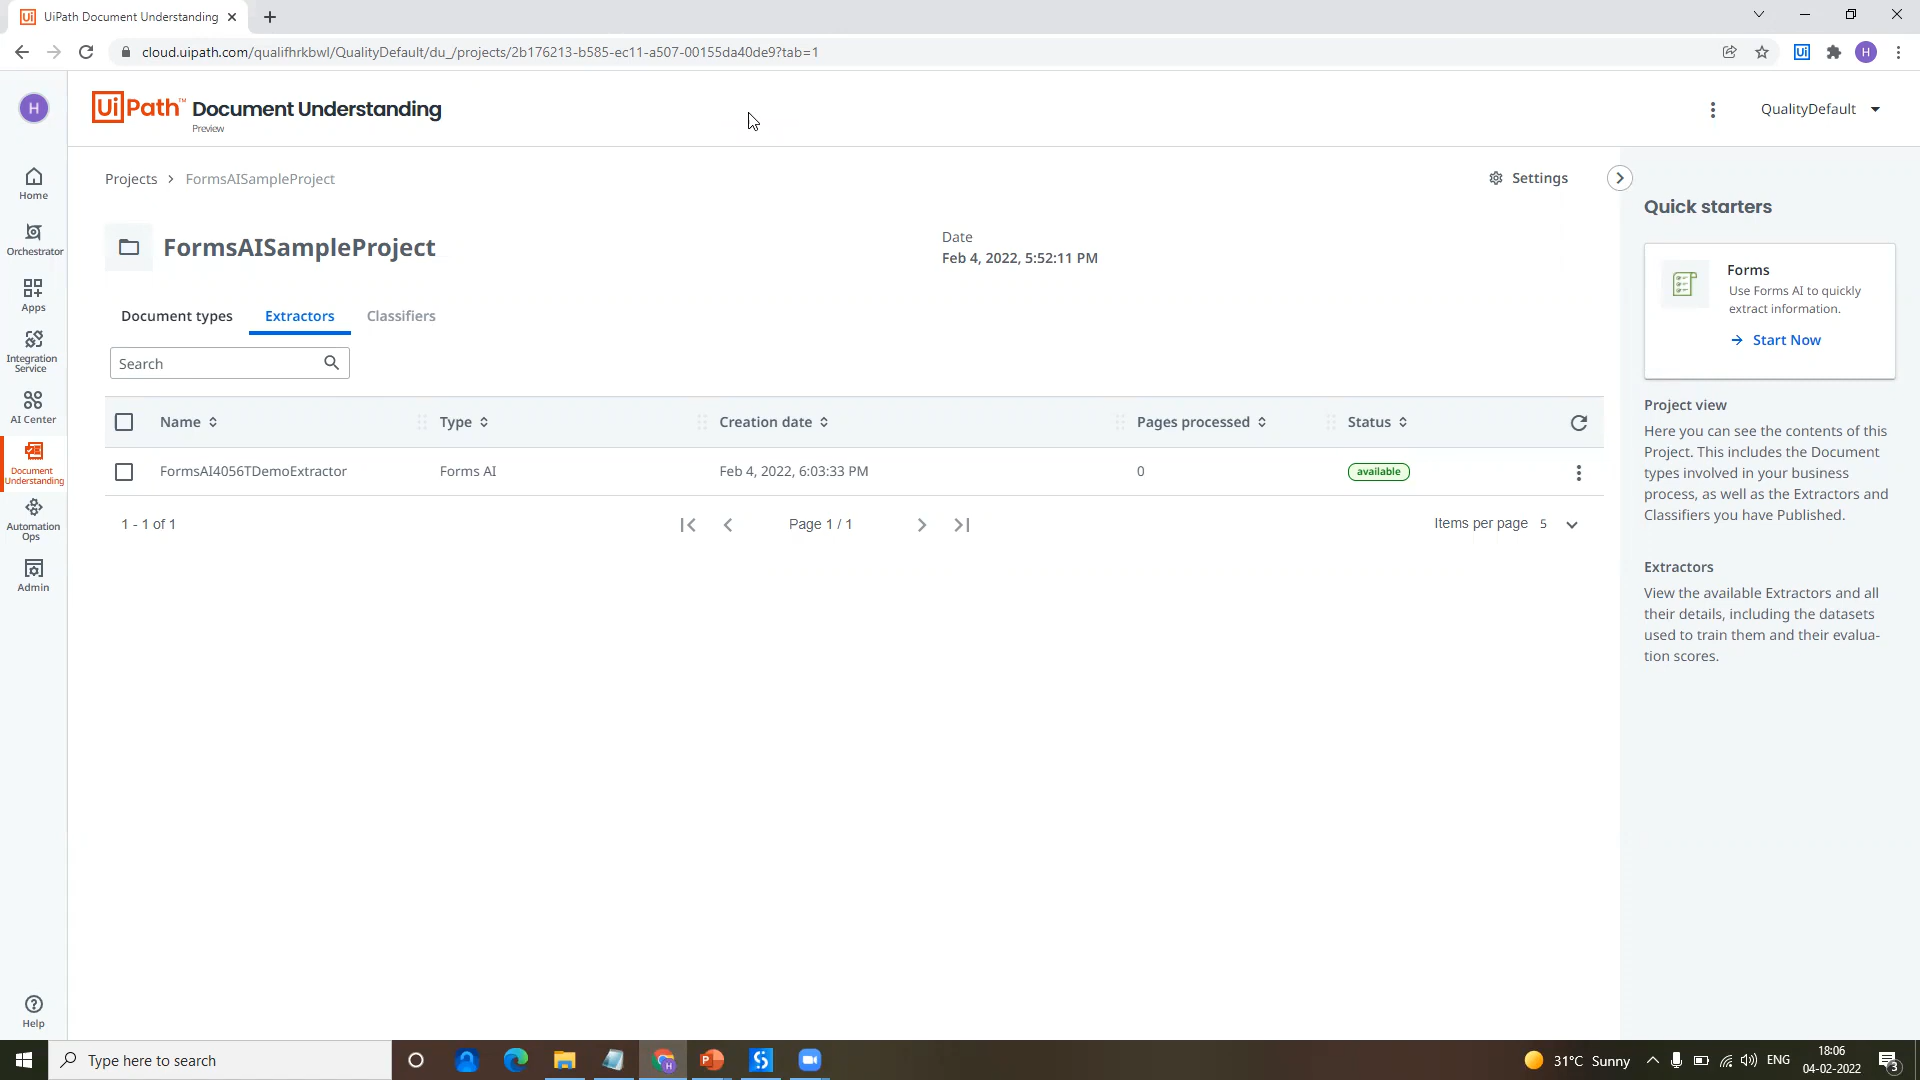 UiPath Document Understanding
cloud.uipath.com/qualifhrkbwl/QualityDefault/du_/projects/2b176213-b585-ec11-a507-00155da40de9?tab=1
Ui
H
H
UiPath™ Document Understanding
Preview
QualityDefault
Home
Orchestrator
Apps
Integration
Service
AI Center
Document
Understanding
Automation
Ops
Admin
Help
Projects > FormsAISampleProject
Settings
FormsAISampleProject
Date
Feb 4, 2022, 5:52:11 PM
Document types
Extractors
Classifiers
Search
Name
Type
Creation date
Pages processed
Status
FormsAI4056TDemoExtractor
Forms AI
Feb 4, 2022, 6:03:33 PM
0
available
1 - 1 of 1
Page 1 / 1
Items per page 5
Quick starters
Forms
Use Forms AI to quickly
extract information.
Start Now
Project view
Here you can see the contents of this
Project. This includes the Document
types involved in your business
process, as well as the Extractors and
Classifiers you have Published.
Extractors
View the available Extractors and all
their details, including the datasets
used to train them and their evalua-
tion scores.
Type here to search
31°C Sunny
ENG
18:06
04-02-2022
3